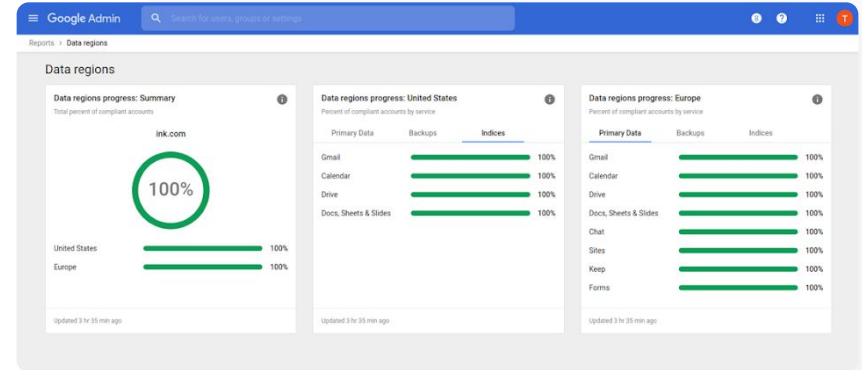 Google Admin
Search for users, groups or settings
T
Reports > Data regions
Data regions
Data regions progress: Summary
Total percent of compliant accounts
ink.com
100%
United States 100%
Europe 100%
Updated 3 hr 35 min ago
Data regions progress: United States
Percent of compliant accounts by service
Primary Data Backups Indices
Gmail 100%
Calendar 100%
Drive 100%
Docs, Sheets & Slides 100%
Updated 3 hr 35 min ago
Data regions progress: Europe
Percent of compliant accounts by service
Primary Data Backups Indices
Gmail 100%
Calendar 100%
Drive 100%
Docs, Sheets & Slides 100%
Chat 100%
Sites 100%
Keep 100%
Forms 100%
Updated 3 hr 35 min ago